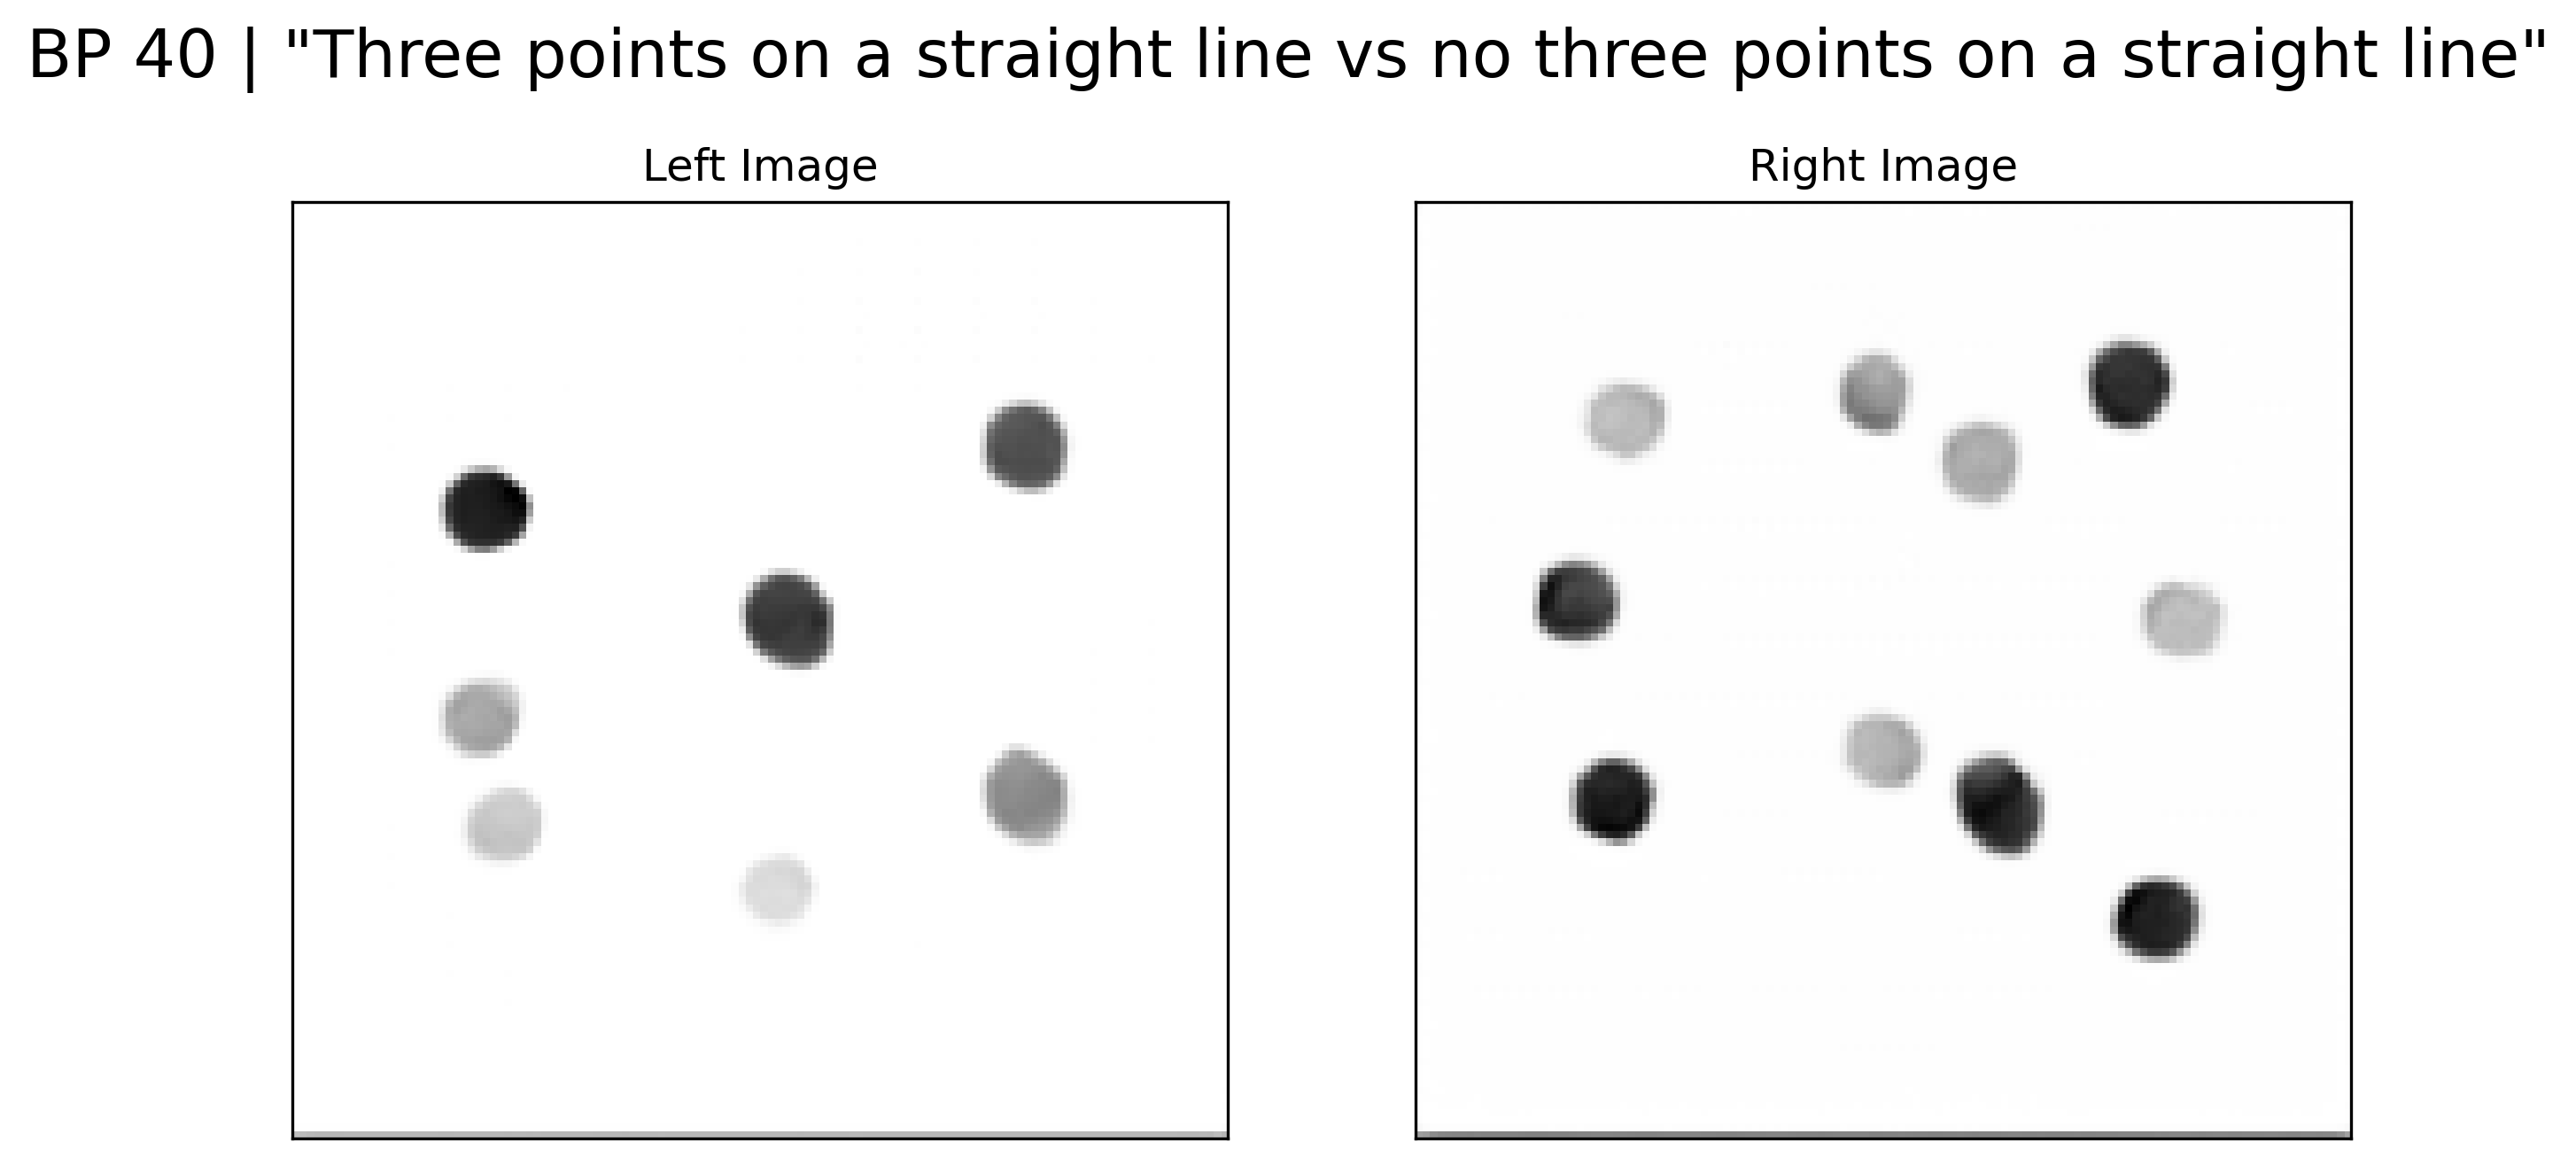 BP 40 | "Three points on a straight line vs no three points on a straight line"
Left Image
Right Image